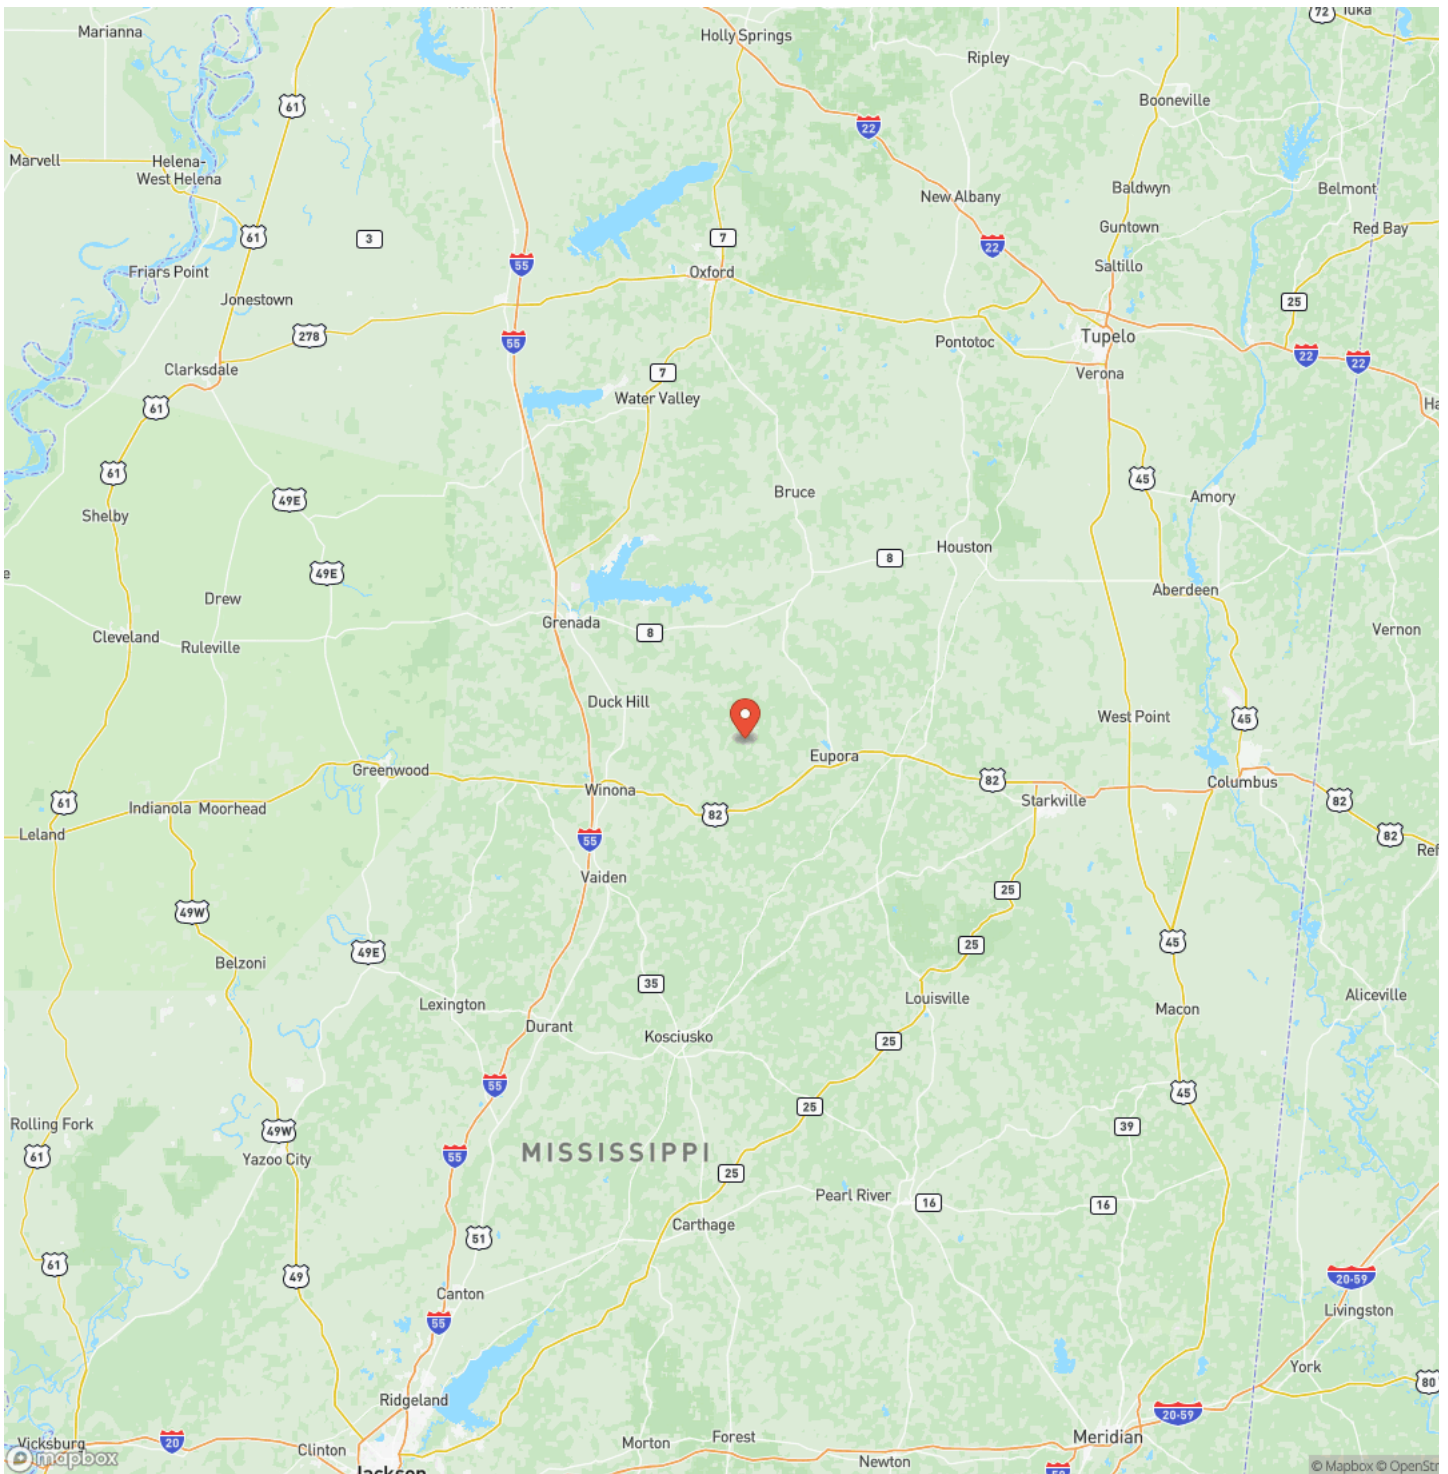 72
Iuka
Marianna
Holly Springs
Ripley
61
Booneville
22
Marvell
Helena-
West Helena
New Albany
Baldwyn
Belmont
Guntown
Red Bay
61
3
7
22
55
Saltillo
Friars Point
Oxford
Jonestown
25
278
55
Pontotoc
Tupelo
22
22
Clarksdale
7
Verona
Water Valley
61
Ha
61
49E
Bruce
45
Amory
Shelby
Houston
8
49E
Aberdeen
Drew
Grenada
8
Vernon
Cleveland
Ruleville
Duck Hill
West Point
45
Eupora
Greenwood
82
Columbus
Winona
Starkville
61
Indianola
Moorhead
82
82
Leland
55
82
Ref
Vaiden
25
49W
45
25
49E
Belzoni
35
Lexington
Louisville
Aliceville
Macon
Durant
Kosciusko
25
55
45
25
Rolling Fork
49W
39
61
Yazoo City
55
MISSISSIPPI
25
Pearl River
16
16
Carthage
51
61
49
20-59
Canton
Livingston
55
York
80
Ridgeland
20-59
Vicksburg
20
Clinton
Morton
Forest
Meridian
mapbox
Newton
Jackson
© Mapbox © OpenStr